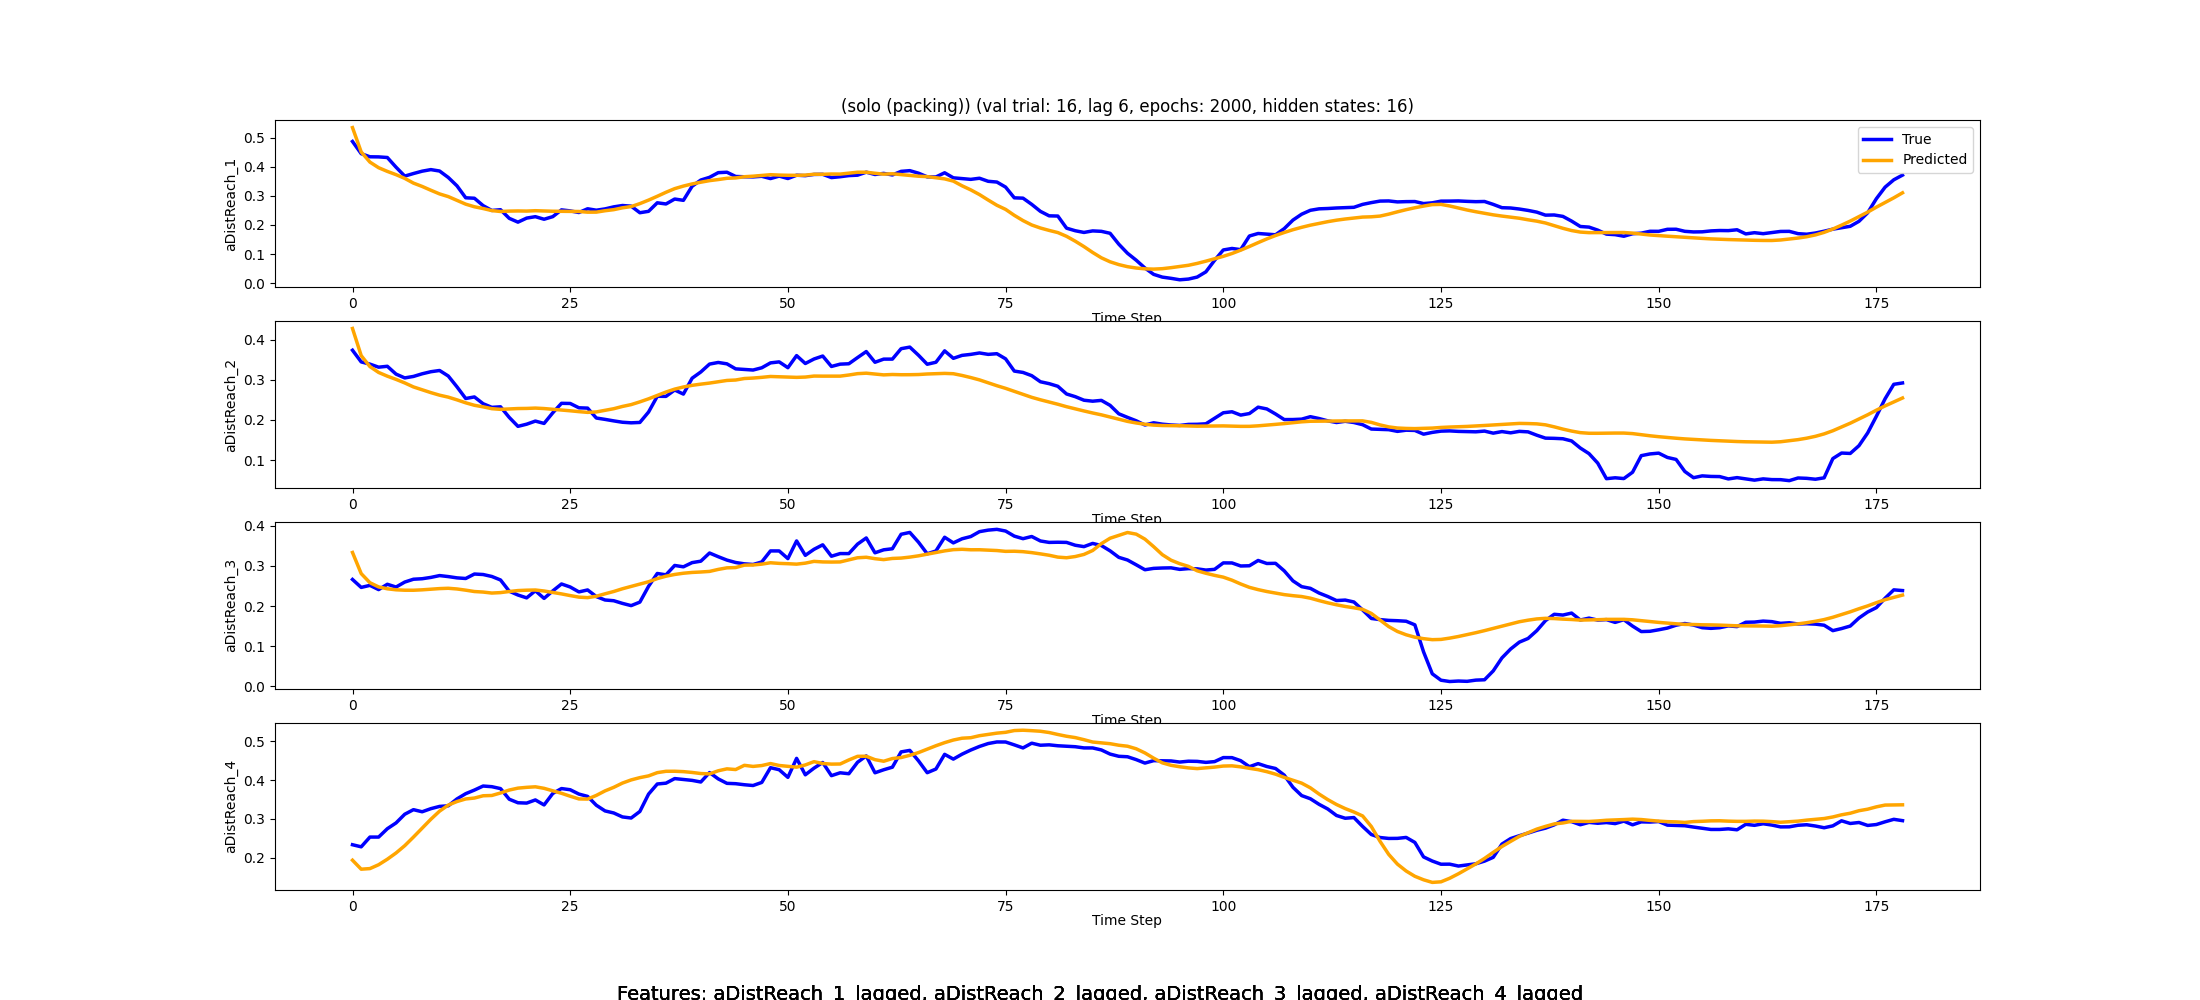 (solo (packing)) (val trial: 16, lag 6, epochs: 2000, hidden states: 16)
True
Predicted
aDistReach_1
0.5
0.4
0.3
0.2
0.1
0.0
0 25 50 75 100 125 150 175
Time Step
aDistReach_2
0.4
0.3
0.2
0.1
0 25 50 75 100 125 150 175
Time Step
aDistReach_3
0.4
0.3
0.2
0.1
0.0
0 25 50 75 100 125 150 175
Time Step
aDistReach_4
0.5
0.4
0.3
0.2
0 25 50 75 100 125 150 175
Time Step
Features: aDistReach_1_lagged, aDistReach_2_lagged, aDistReach_3_lagged, aDistReach_4_lagged